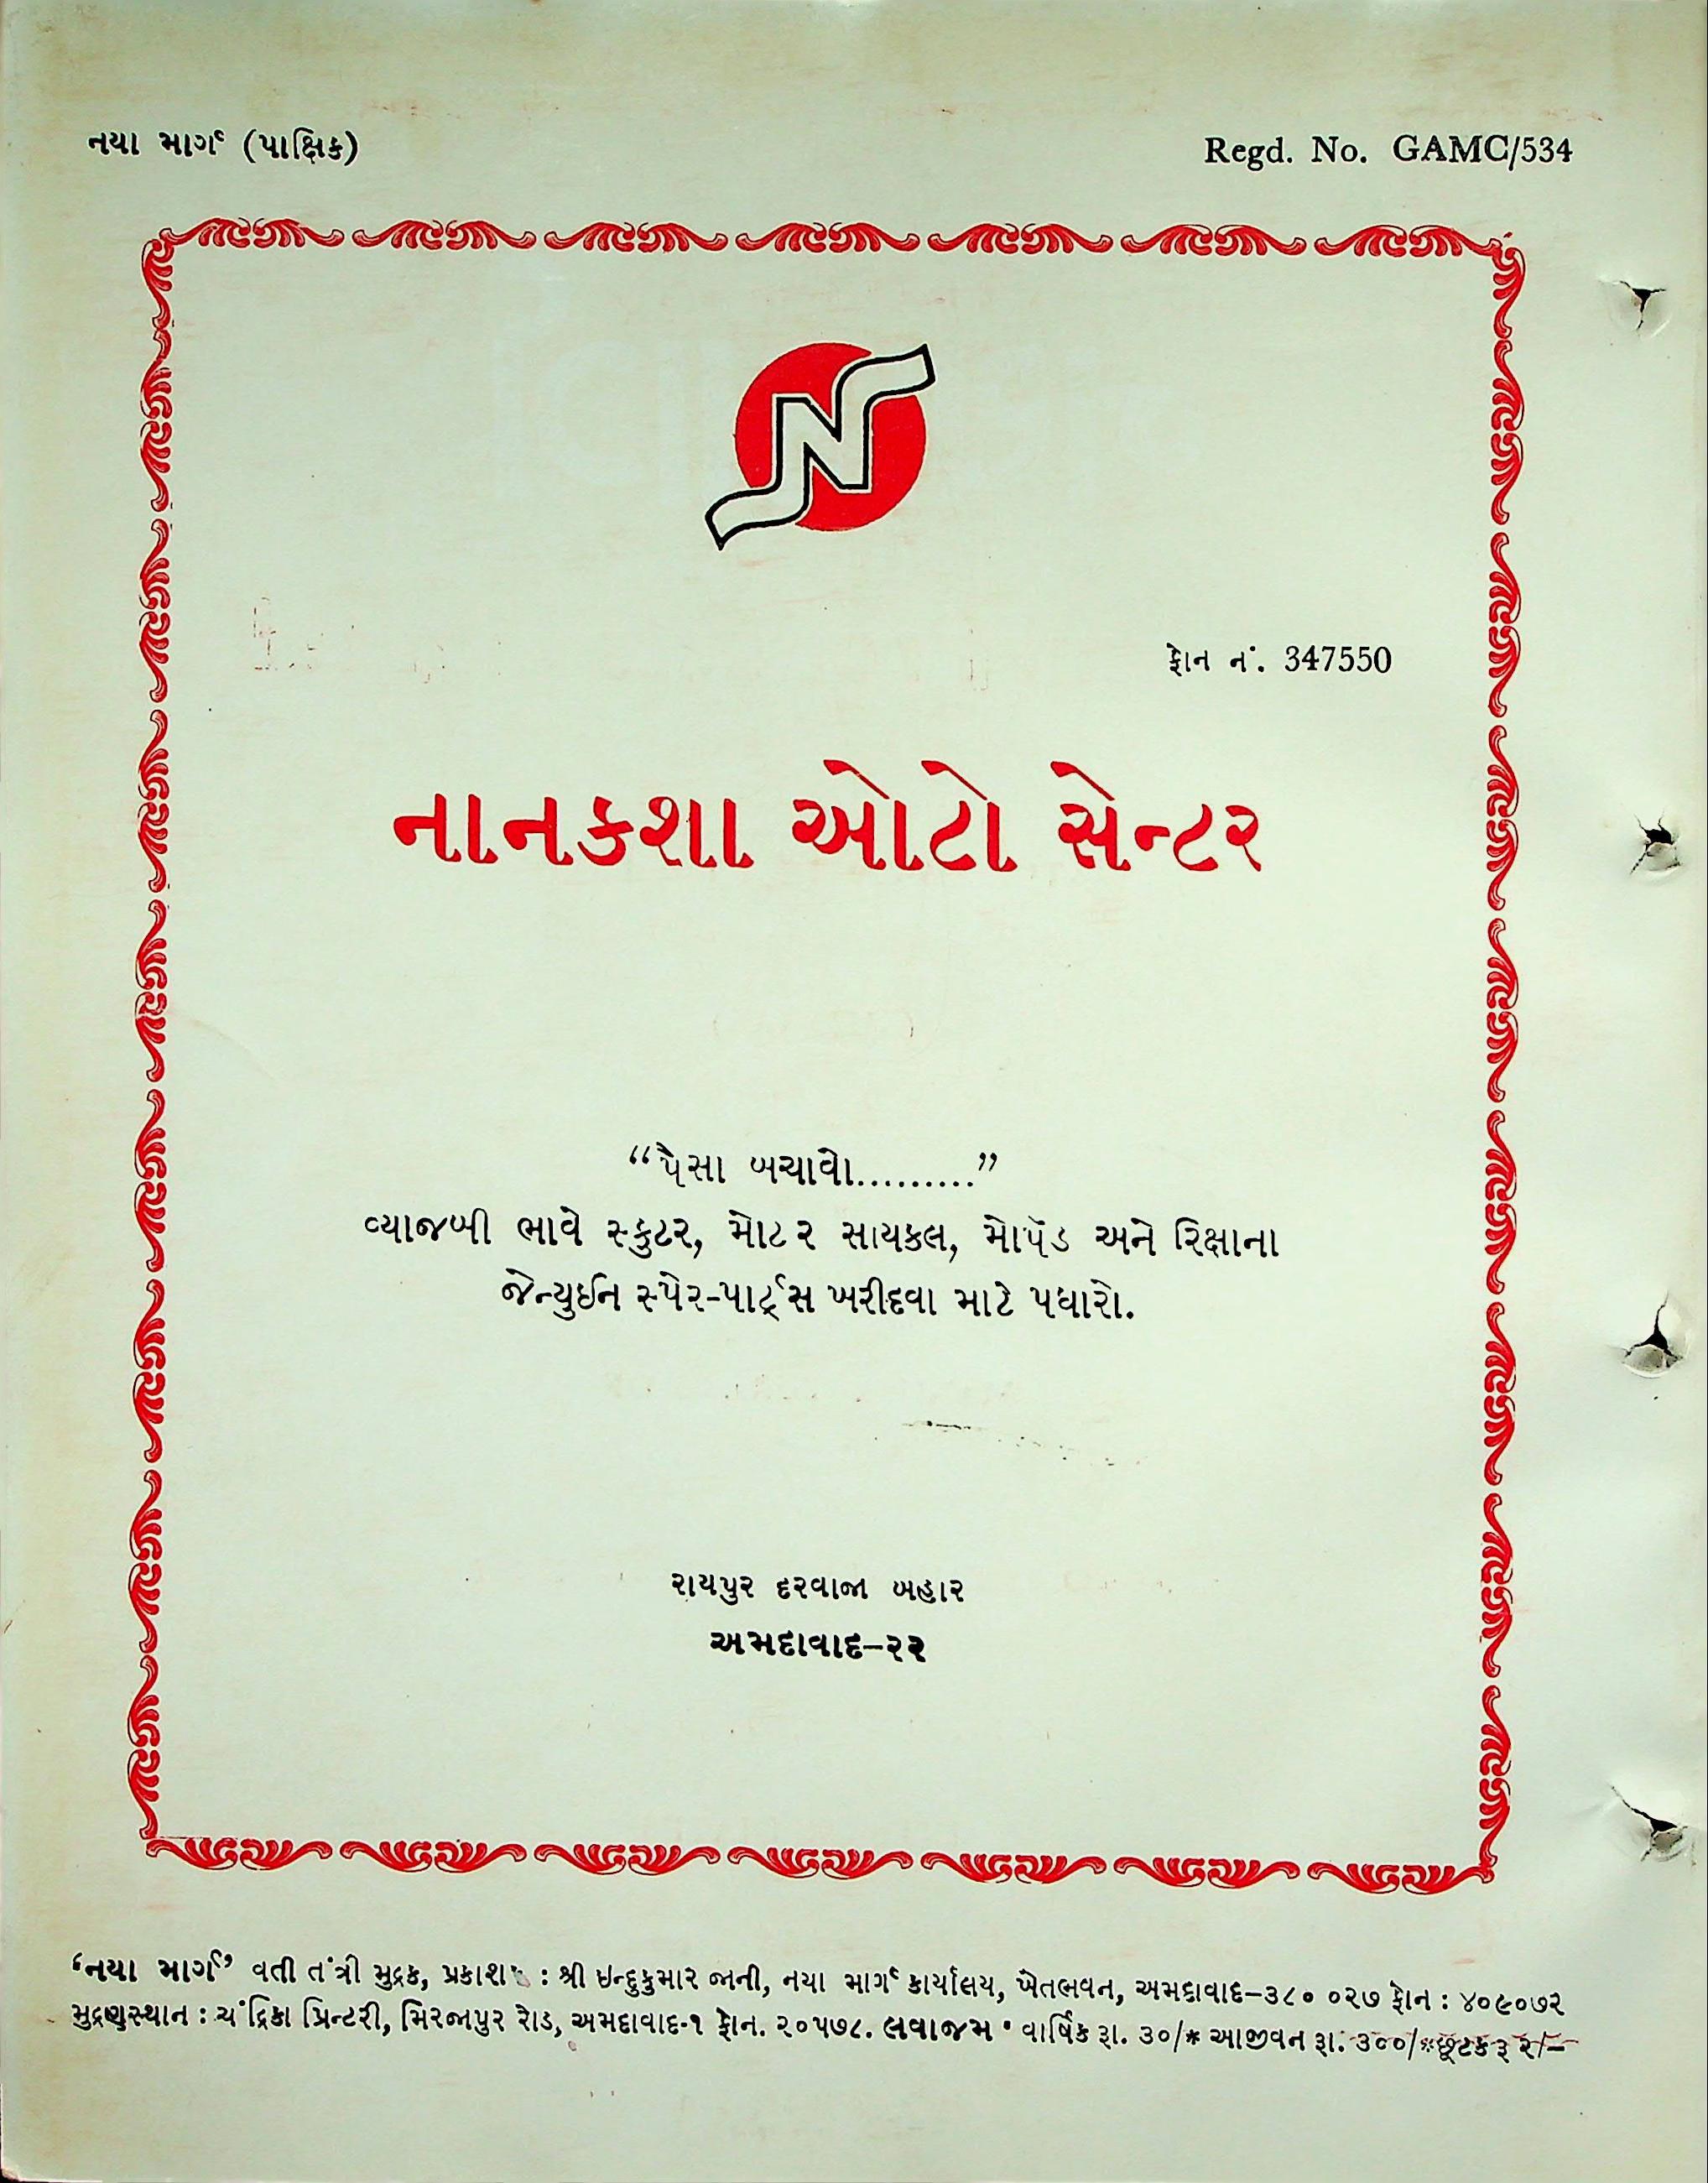 નયા માર્ગ (પાક્ષિક)
Regd. No. GAMC/534
N
ફોન નં. 347550
નાનકશા ઓટો સેન્ટર
“પૈસા બચાવો.........”
વ્યાજબી ભાવે સ્કુટર, મોટર સાયકલ, મોપેડ અને રિક્ષાના
જેન્યુઈન સ્પેર-પાર્ટ્સ ખરીદવા માટે પધારો.
રાયપુર દરવાજા બહાર
અમદાવાદ-૨૨
‘નયા માર્ગ’ વતી તંત્રી મુદ્રક, પ્રકાશક : શ્રી ઇન્દુકુમાર જાની, નયા માર્ગ કાર્યાલય, ખેતભવન, અમદાવાદ-૩૮૦ ૦૨૭ ફોન : ૪૦૯૦૭૨
મુદ્રણસ્થાન : ચંદ્રિકા પ્રિન્ટરી, મિરજાપુર રોડ, અમદાવાદ-૧ ફોન. ૨૦૫૭૮. લવાજમ • વાર્ષિક રૂા. ૩૦/* આજીવન રૂા. ૩૦૦/*છૂટક રૂ ૨/-